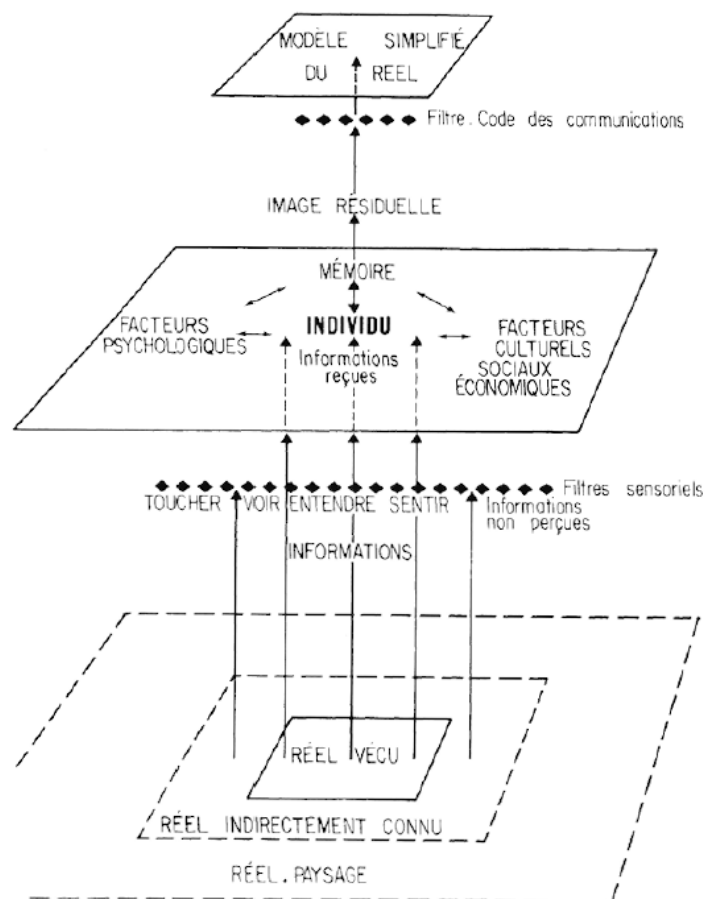 MODÈLE SIMPLIFIÉ
DU REEL
Filtre. Code des communications
IMAGE RÉSIDUELLE
MÉMOIRE
FACTEURS
PSYCHOLOGIQUES
INDIVIDU
Informations
reçues
FACTEURS
CULTURELS
SOCIAUX
ÉCONOMIQUES
Filtres sensoriels
TOUCHER VOIR ENTENDRE SENTIR
Informations
non perçues
INFORMATIONS
RÉEL VÉCU
RÉEL INDIRECTEMENT CONNU
RÉEL. PAYSAGE